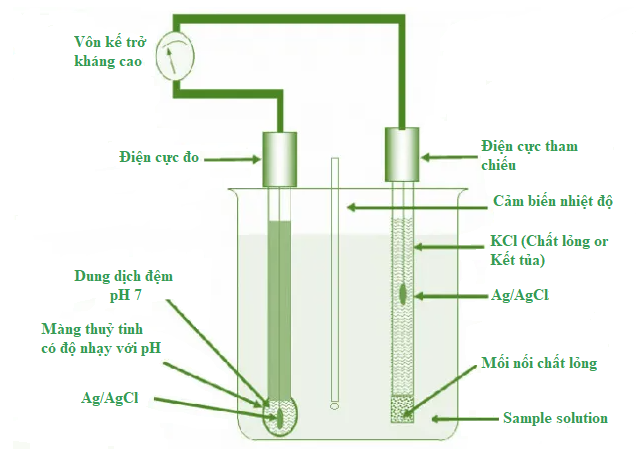 Vôn kế trở
kháng cao
Điện cực đo
Điện cực tham
chiếu
Cảm biến nhiệt độ
KCl (Chất lỏng or
Kết tủa)
Dung dịch đệm
pH 7
Ag/AgCl
Màng thuỷ tinh
có độ nhạy với pH
Mối nối chất lỏng
Ag/AgCl
Sample solution